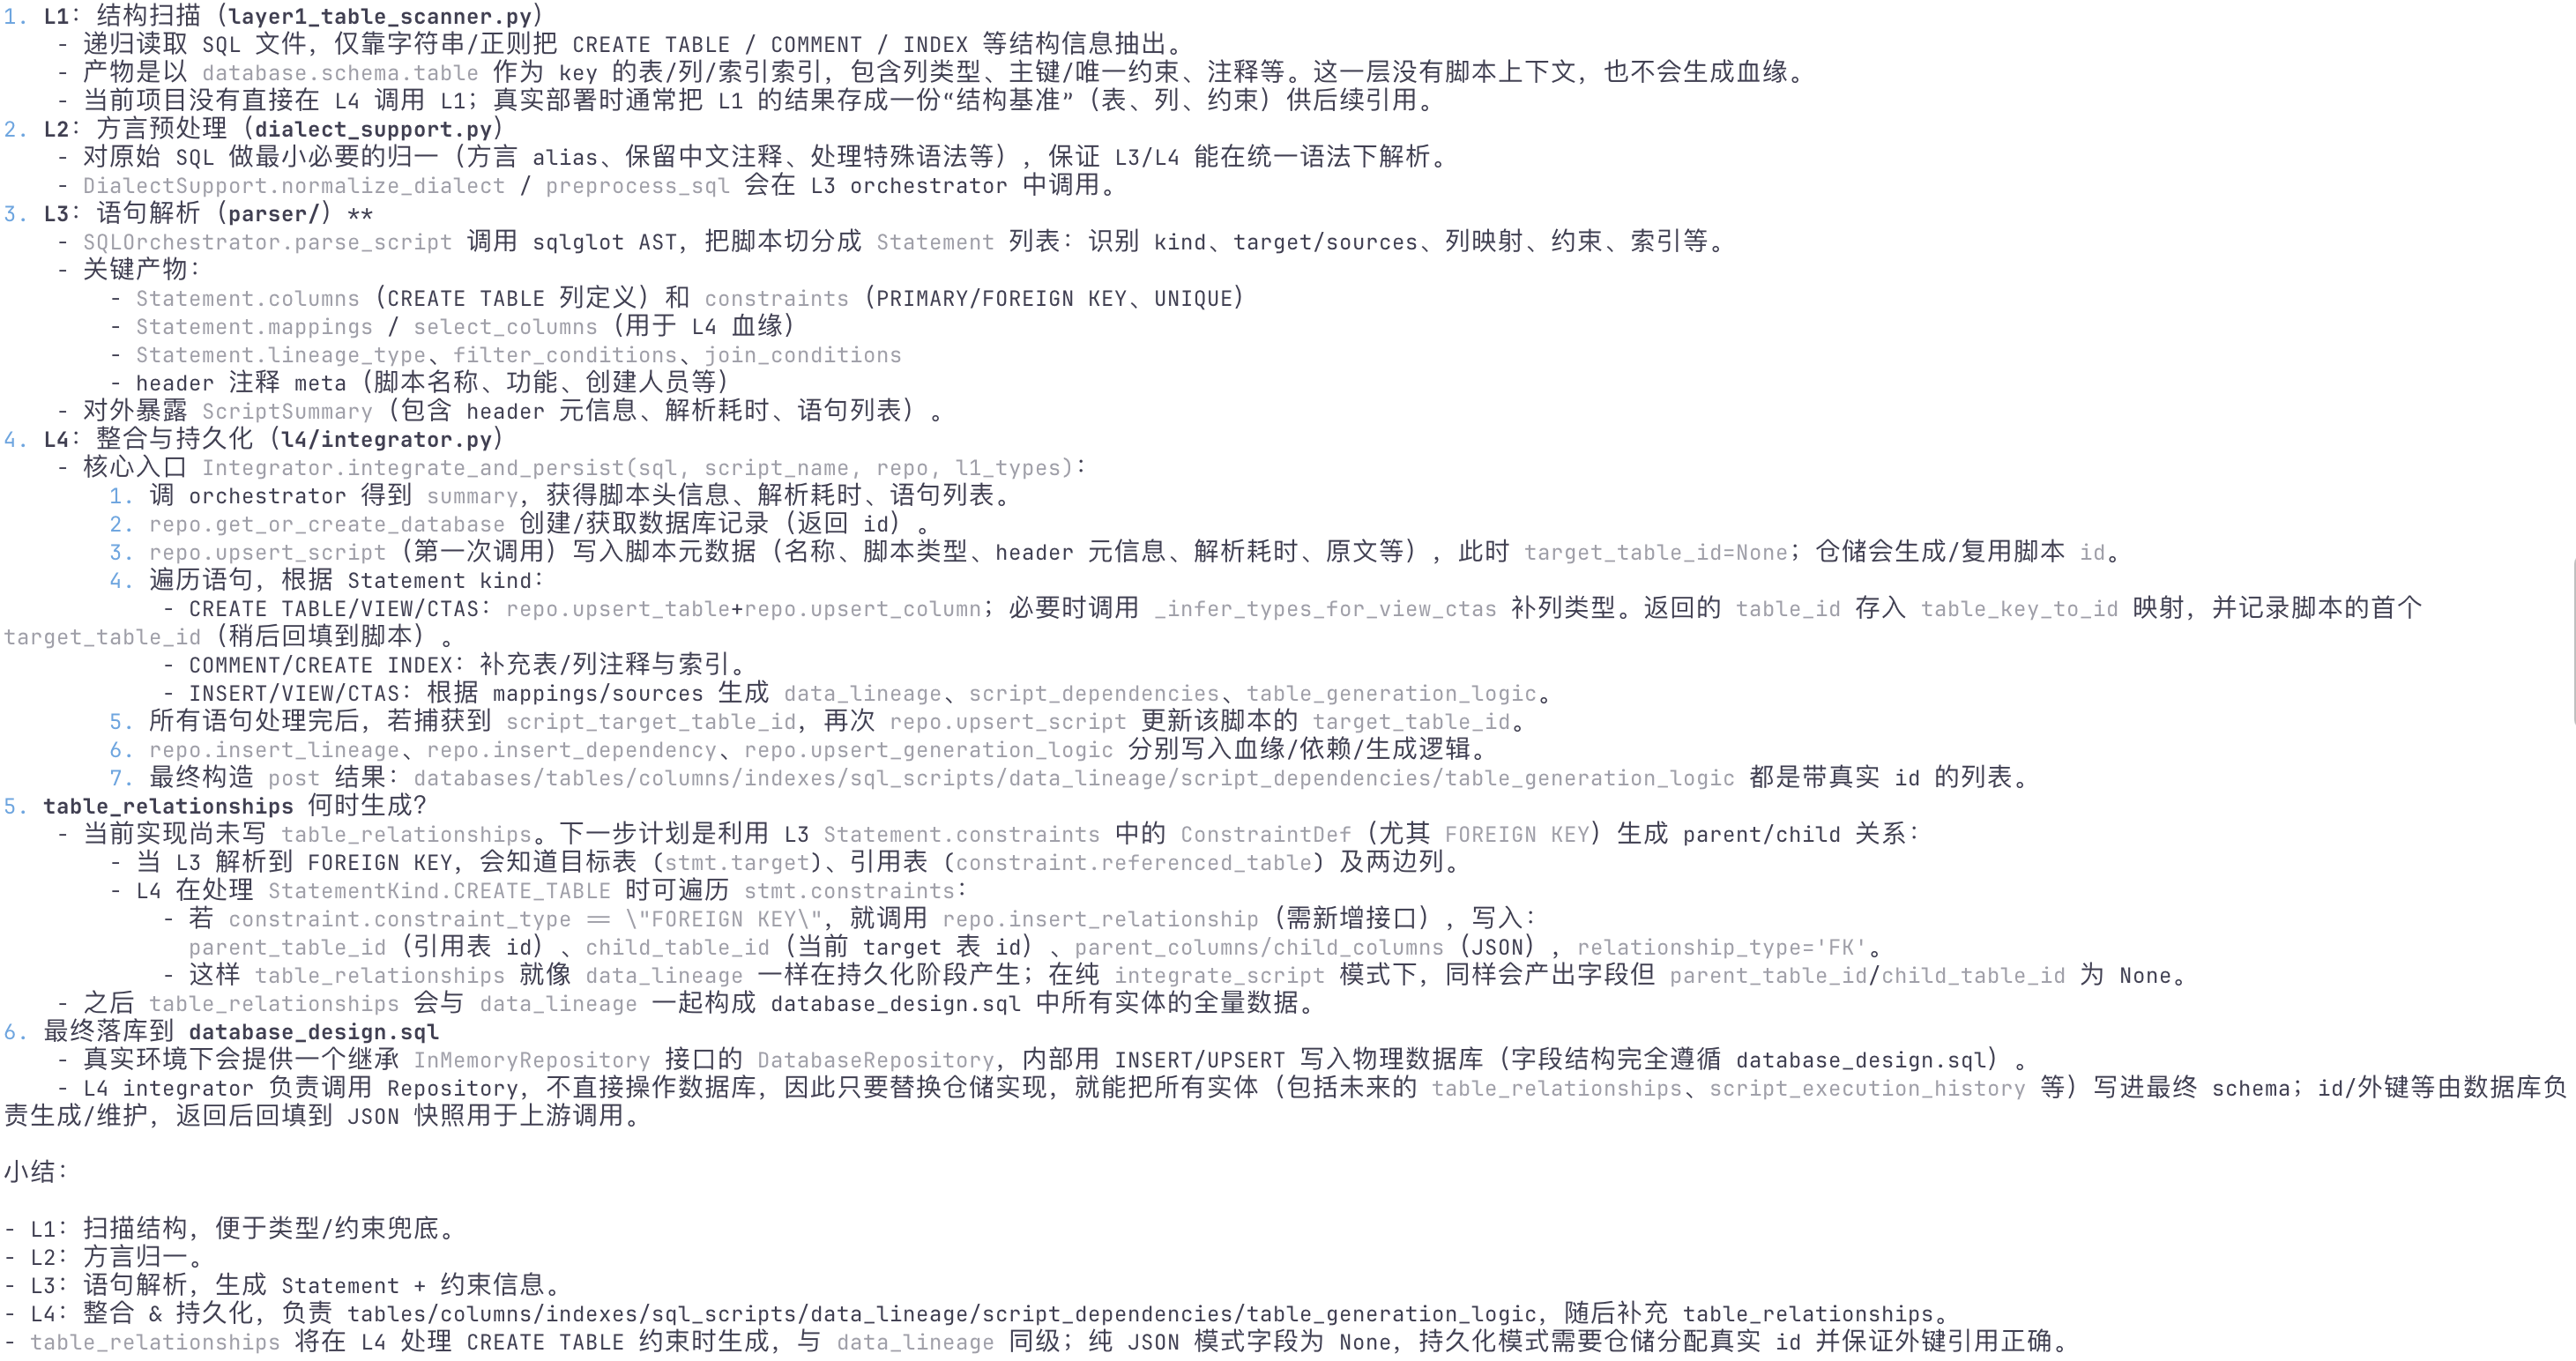 1. L1：结构扫描（layer1_table_scanner.py）
- 递归读取 SQL 文件，仅靠字符串/正则把 CREATE TABLE / COMMENT / INDEX 等结构信息抽出。
- 产物是以 database.schema.table 作为 key 的表/列/索引索引，包含列类型、主键/唯一约束、注释等。这一层没有脚本上下文，也不会生成血缘。
- 当前项目没有直接在 L4 调用 L1；真实部署时通常把 L1 的结果存成一份“结构基准”（表、列、约束）供后续引用。
2. L2：方言预处理（dialect_support.py）
- 对原始 SQL 做最小必要的归一（方言 alias、保留中文注释、处理特殊语法等），保证 L3/L4 能在统一语法下解析。
- DialectSupport.normalize_dialect / preprocess_sql 会在 L3 orchestrator 中调用。
3. L3：语句解析（parser/）**
- SQLOrchestrator.parse_script 调用 sqlglot AST，把脚本切分成 Statement 列表：识别 kind、target/sources、列映射、约束、索引等。
- 关键产物：
- Statement.columns（CREATE TABLE 列定义）和 constraints（PRIMARY/FOREIGN KEY、UNIQUE）
- Statement.mappings / select_columns（用于 L4 血缘）
- Statement.lineage_type、filter_conditions、join_conditions
- header 注释 meta（脚本名称、功能、创建人员等）
- 对外暴露 ScriptSummary（包含 header 元信息、解析耗时、语句列表）。
4. L4：整合与持久化（l4/integrator.py）
- 核心入口 Integrator.integrate_and_persist(sql, script_name, repo, l1_types)：
1. 调 orchestrator 得到 summary，获得脚本头信息、解析耗时、语句列表。
2. repo.get_or_create_database 创建/获取数据库记录（返回 id）。
3. repo.upsert_script（第一次调用）写入脚本元数据（名称、脚本类型、header 元信息、解析耗时、原文等），此时 target_table_id=None；仓储会生成/复用脚本 id。
4. 遍历语句，根据 Statement kind：
- CREATE TABLE/VIEW/CTAS：repo.upsert_table+repo.upsert_column；必要时调用 _infer_types_for_view_ctas 补列类型。返回的 table_id 存入 table_key_to_id 映射，并记录脚本的首个
target_table_id（稍后回填到脚本）。
- COMMENT/CREATE INDEX：补充表/列注释与索引。
- INSERT/VIEW/CTAS：根据 mappings/sources 生成 data_lineage、script_dependencies、table_generation_logic。
5. 所有语句处理完后，若捕获到 script_target_table_id，再次 repo.upsert_script 更新该脚本的 target_table_id。
6. repo.insert_lineage、repo.insert_dependency、repo.upsert_generation_logic 分别写入血缘/依赖/生成逻辑。
7. 最终构造 post 结果：databases/tables/columns/indexes/sql_scripts/data_lineage/script_dependencies/table_generation_logic 都是带真实 id 的列表。
5. table_relationships 何时生成？
- 当前实现尚未写 table_relationships。下一步计划是利用 L3 Statement.constraints 中的 ConstraintDef（尤其 FOREIGN KEY）生成 parent/child 关系：
- 当 L3 解析到 FOREIGN KEY，会知道目标表 (stmt.target)、引用表 (constraint.referenced_table) 及两边列。
- L4 在处理 StatementKind.CREATE_TABLE 时可遍历 stmt.constraints：
- 若 constraint.constraint_type == \"FOREIGN KEY\"，就调用 repo.insert_relationship（需新增接口），写入：
parent_table_id（引用表 id）、child_table_id（当前 target 表 id）、parent_columns/child_columns（JSON），relationship_type='FK'。
- 这样 table_relationships 就像 data_lineage 一样在持久化阶段产生；在纯 integrate_script 模式下，同样会产出字段但 parent_table_id/child_table_id 为 None。
- 之后 table_relationships 会与 data_lineage 一起构成 database_design.sql 中所有实体的全量数据。
6. 最终落库到 database_design.sql
- 真实环境下会提供一个继承 InMemoryRepository 接口的 DatabaseRepository，内部用 INSERT/UPSERT 写入物理数据库（字段结构完全遵循 database_design.sql）。
- L4 integrator 负责调用 Repository，不直接操作数据库，因此只要替换仓储实现，就能把所有实体（包括未来的 table_relationships、script_execution_history 等）写进最终 schema；id/外键等由数据库负
责生成/维护，返回后回填到 JSON 快照用于上游调用。
小结：
- L1：扫描结构，便于类型/约束兜底。
- L2：方言归一。
- L3：语句解析，生成 Statement + 约束信息。
- L4：整合 & 持久化，负责 tables/columns/indexes/sql_scripts/data_lineage/script_dependencies/table_generation_logic，随后补充 table_relationships。
- table_relationships 将在 L4 处理 CREATE TABLE 约束时生成，与 data_lineage 同级；纯 JSON 模式字段为 None，持久化模式需要仓储分配真实 id 并保证外键引用正确。